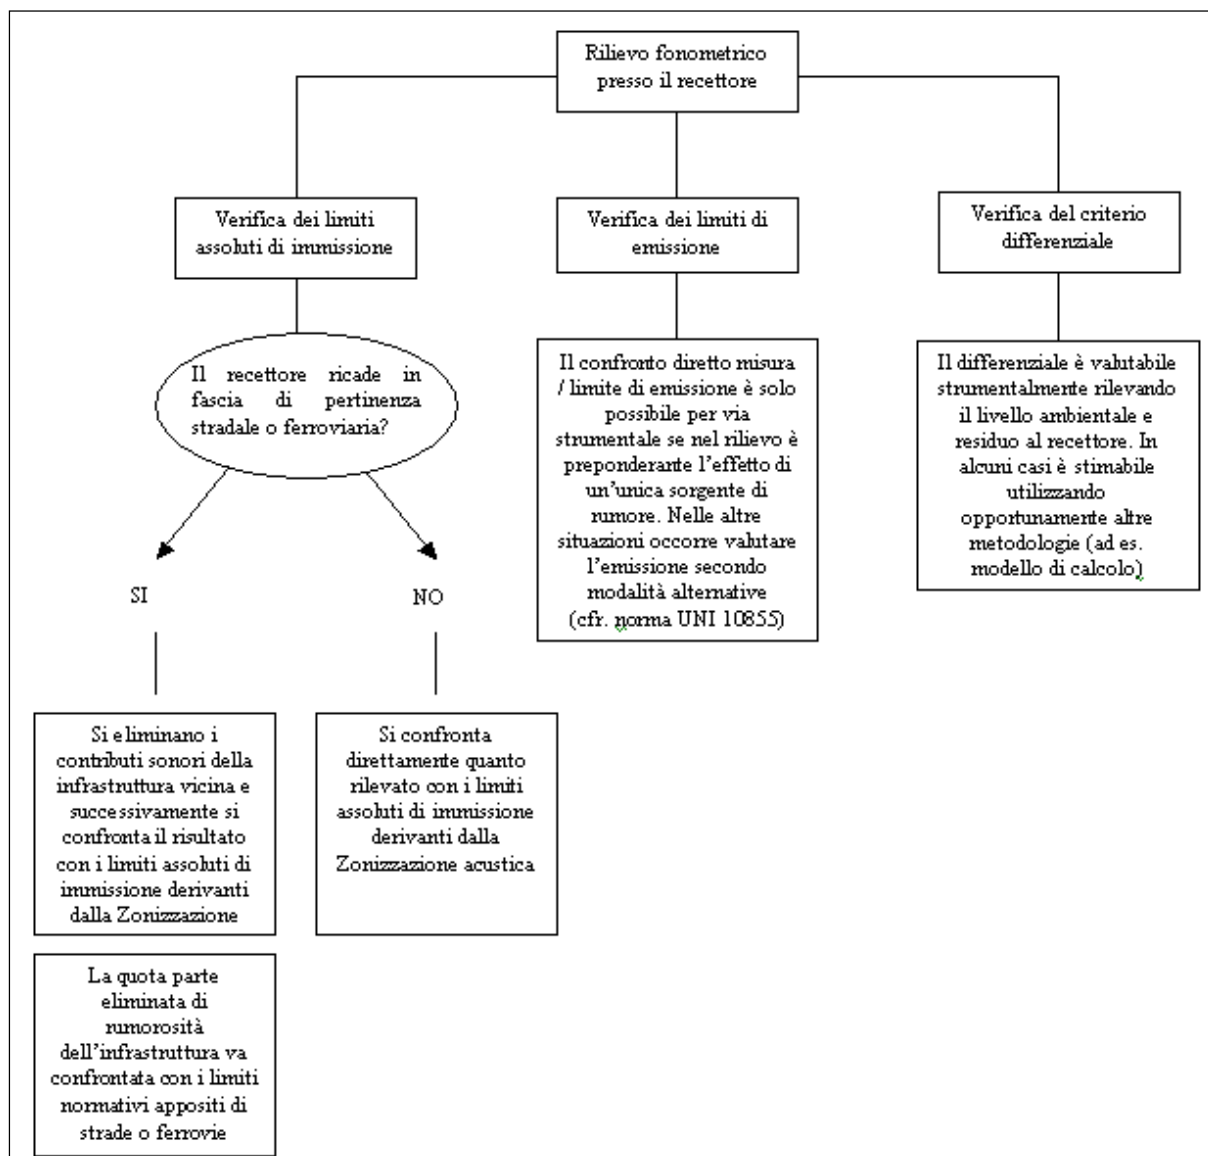 Rilievo fonometrico
presso il recettore
Verifica dei limiti
assoluti di immissione
Verifica dei limiti di
emissione
Verifica del criterio
differenziale
Il recettore ricade in
fascia di pertinenza
stradale o ferroviaria?
Il confronto diretto misura
/ limite di emissione è solo
possibile per via
strumentale se nel rilievo è
preponderante l'effetto di
un'unica sorgente di
rumore. Nelle altre
situazioni occorre valutare
l'emissione secondo
modalità alternative
(cfr. norma UNI 10855)
Il differenziale è valutabile
strumentalmente rilevando
il livello ambientale e
residuo al recettore. In
alcuni casi è stimabile
utilizzando
opportunamente altre
metodologie (ad es.
modello di calcolo)
SI
NO
Si eliminano i
contributi sonori della
infrastruttura vicina e
successivamente si
confronta il risultato
con i limiti assoluti di
immissione derivanti
dalla Zonizzazione
Si confronta
direttamente quanto
rilevato con i limiti
assoluti di immissione
derivanti dalla
Zonizzazione acustica
La quota parte
eliminata di
rumorosità
dell'infrastruttura va
confrontata con i limiti
normativi appositi di
strade o ferrovie